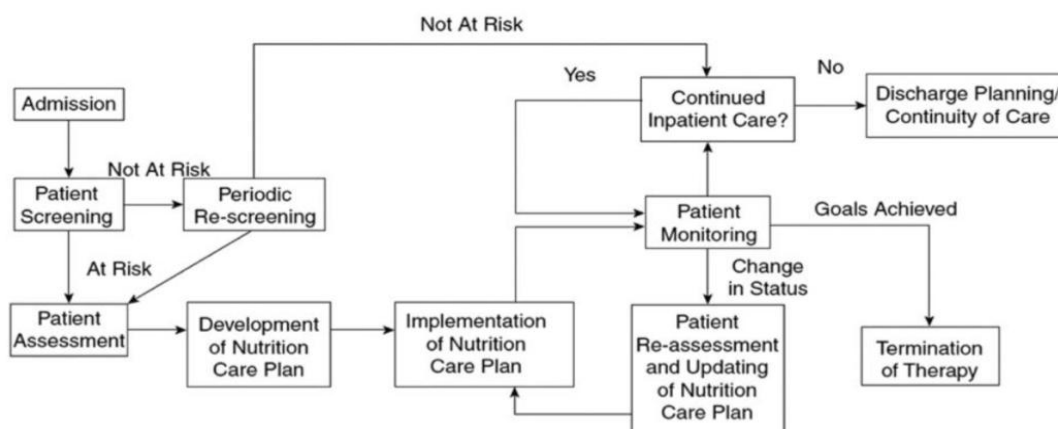 Not At Risk
Yes
No
Admission
Continued
Inpatient Care?
Discharge Planning/
Continuity of Care
Not At Risk
Patient
Screening
Periodic
Re-screening
Patient
Monitoring
Goals Achieved
At Risk
Change
in Status
Patient
Assessment
Development
of Nutrition
Care Plan
Implementation
of Nutrition
Care Plan
Patient
Re-assessment
and Updating
of Nutrition
Care Plan
Termination
of Therapy